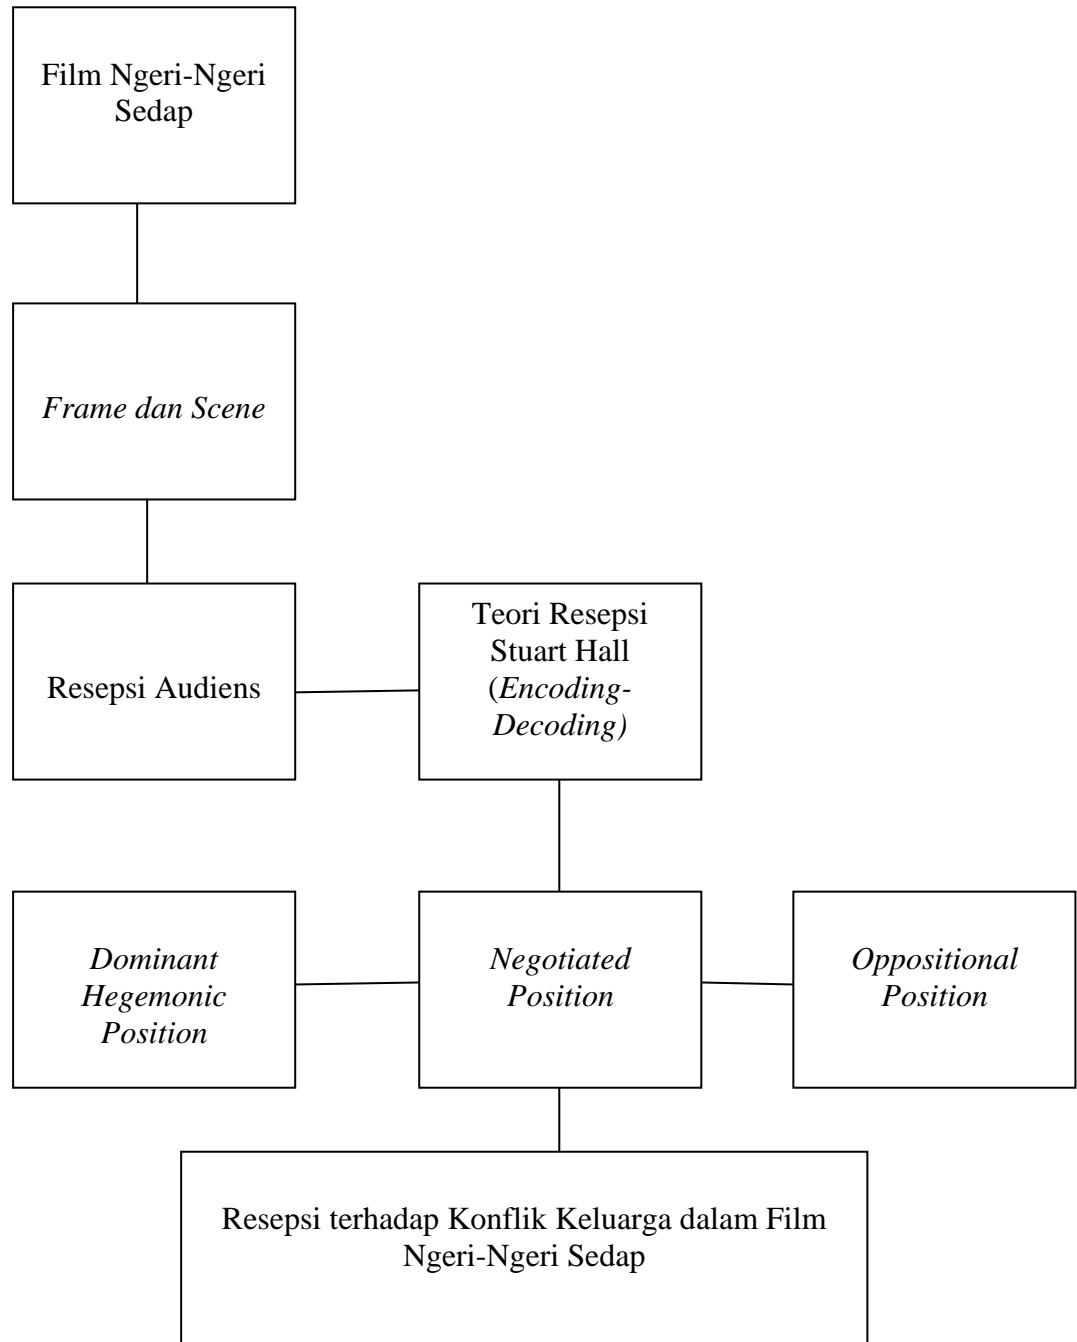 Film Ngeri-Ngeri
Sedap
Frame dan Scene
Resepsi Audiens
Teori Resepsi
Stuart Hall
(Encoding-
Decoding)
Dominant
Hegemonic
Position
Negotiated
Position
Oppositional
Position
Resepsi terhadap Konflik Keluarga dalam Film
Ngeri-Ngeri Sedap